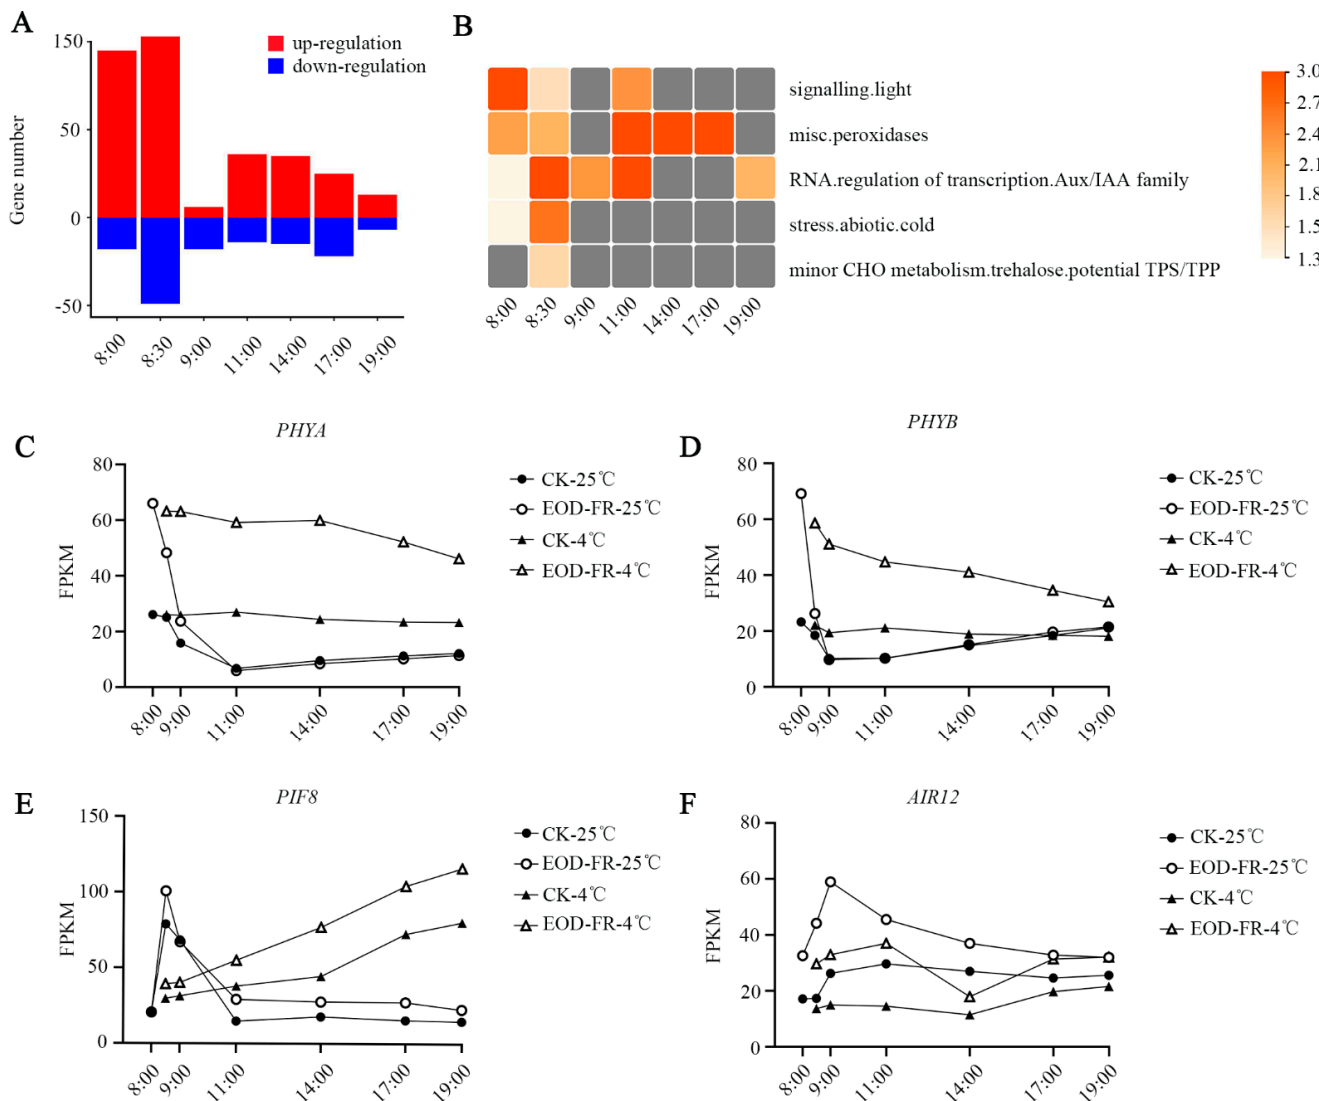 A
150
50
0
-50
Gene number
up-regulation
down-regulation
8:00
8:30
9:00
11:00
14:00
17:00
19:00
B
signalling.light
misc.peroxidases
RNA.regulation of transcription.Aux/IAA family
stress.abiotic.cold
minor CHO metabolism.trehalose.potential TPS/TPP
8:00
8:30
9:00
11:00
14:00
17:00
19:00
3.0
2.7
2.4
2.1
1.8
1.5
1.3
C
PHYA
80
60
40
20
0
FPKM
8:00
9:00
11:00
14:00
17:00
19:00
CK-25℃
EOD-FR-25℃
CK-4℃
EOD-FR-4℃
D
PHYB
80
60
40
20
0
FPKM
8:00
9:00
11:00
14:00
17:00
19:00
CK-25℃
EOD-FR-25℃
CK-4℃
EOD-FR-4℃
E
PIF8
150
100
50
0
FPKM
8:00
9:00
11:00
14:00
17:00
19:00
CK-25℃
EOD-FR-25℃
CK-4℃
EOD-FR-4℃
F
AIR12
80
60
40
20
0
FPKM
8:00
9:00
11:00
14:00
17:00
19:00
CK-25℃
EOD-FR-25℃
CK-4℃
EOD-FR-4℃